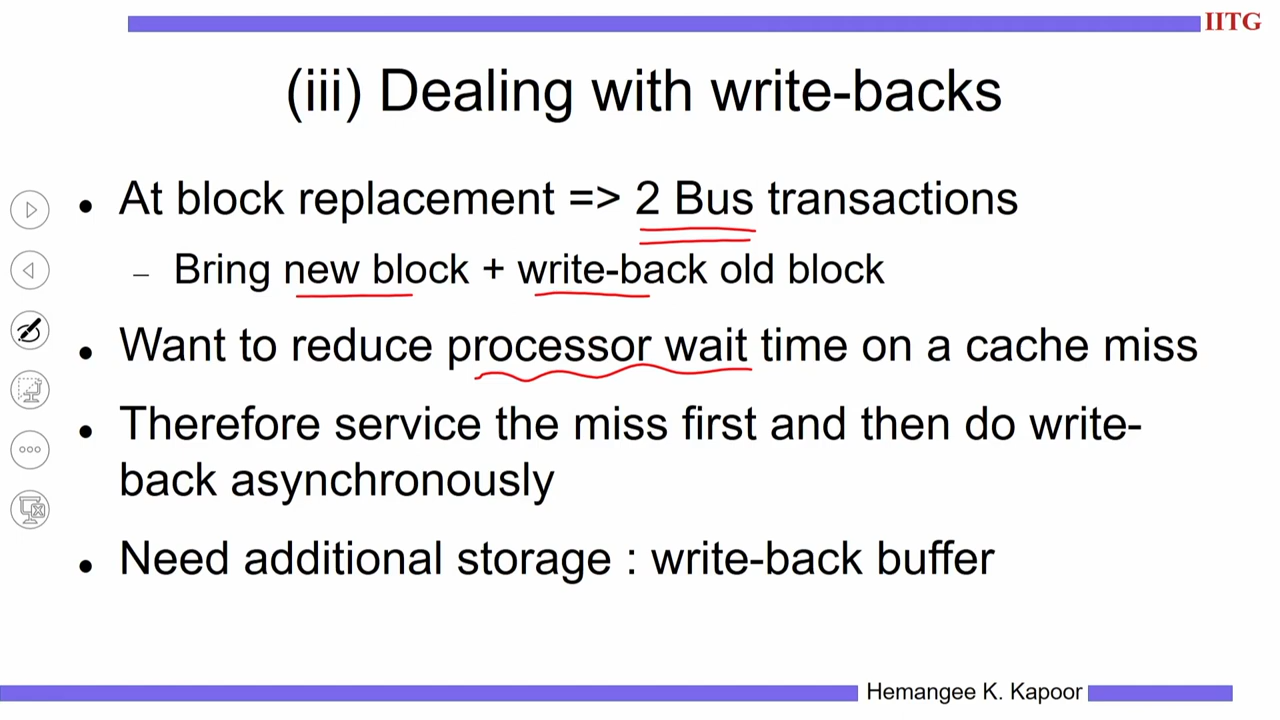 IITG
(iii) Dealing with write-backs
• At block replacement => 2 Bus transactions
– Bring new block + write-back old block
• Want to reduce processor wait time on a cache miss
• Therefore service the miss first and then do write-
back asynchronously
• Need additional storage : write-back buffer
Hemangee K. Kapoor